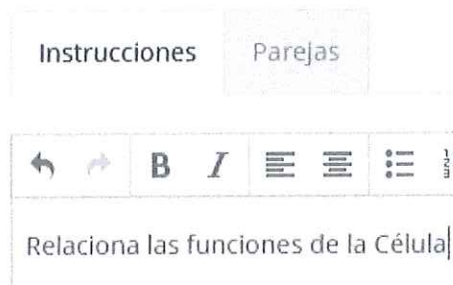 Instrucciones Parejas
B I
Relaciona las funciones de la Célula